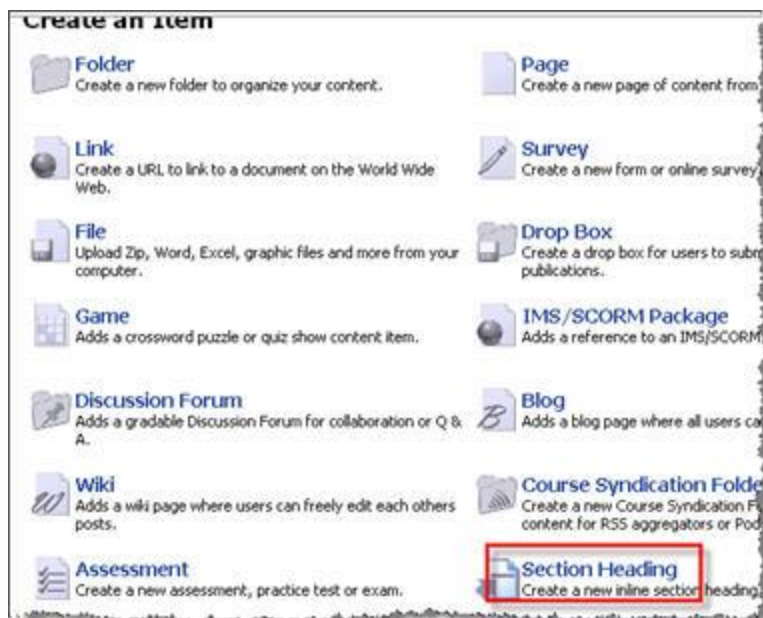 Create an Item
Folder
Create a new folder to organize your content.
Page
Create a new page of content from
Link
Create a URL to link to a document on the World Wide
Web.
Survey
Create a new form or online survey
File
Upload Zip, Word, Excel, graphic files and more from your
computer.
Drop Box
Create a drop box for users to
publications.
Game
Adds a crossword puzzle or quiz show content item.
IMS/SCORM Package
Adds a reference to an IMS/SCORM
Discussion Forum
Adds a gradable Discussion Forum for collaboration or Q &
A.
Blog
Adds a blog page where all users
Wiki
Adds a wiki page where users can freely edit each others
posts.
Course Syndication Folde
Create a new Course Syndication
content for RSS aggregators or Pod
Assessment
Create a new assessment, practice test or exam.
Section Heading
Create a new inline section heading.